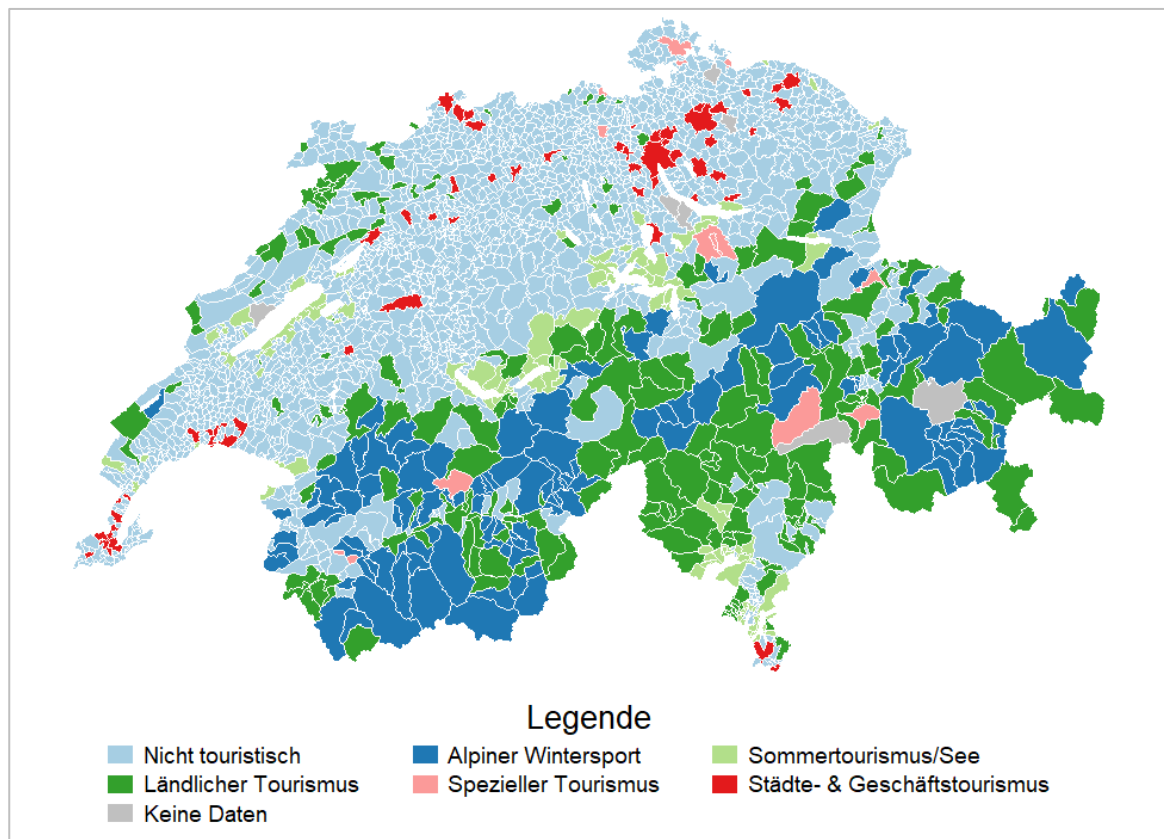 Legende
Nicht touristisch
Alpiner Wintersport
Sommertourismus/See
Ländlicher Tourismus
Spezieller Tourismus
Städte- & Geschäftstourismus
Keine Daten